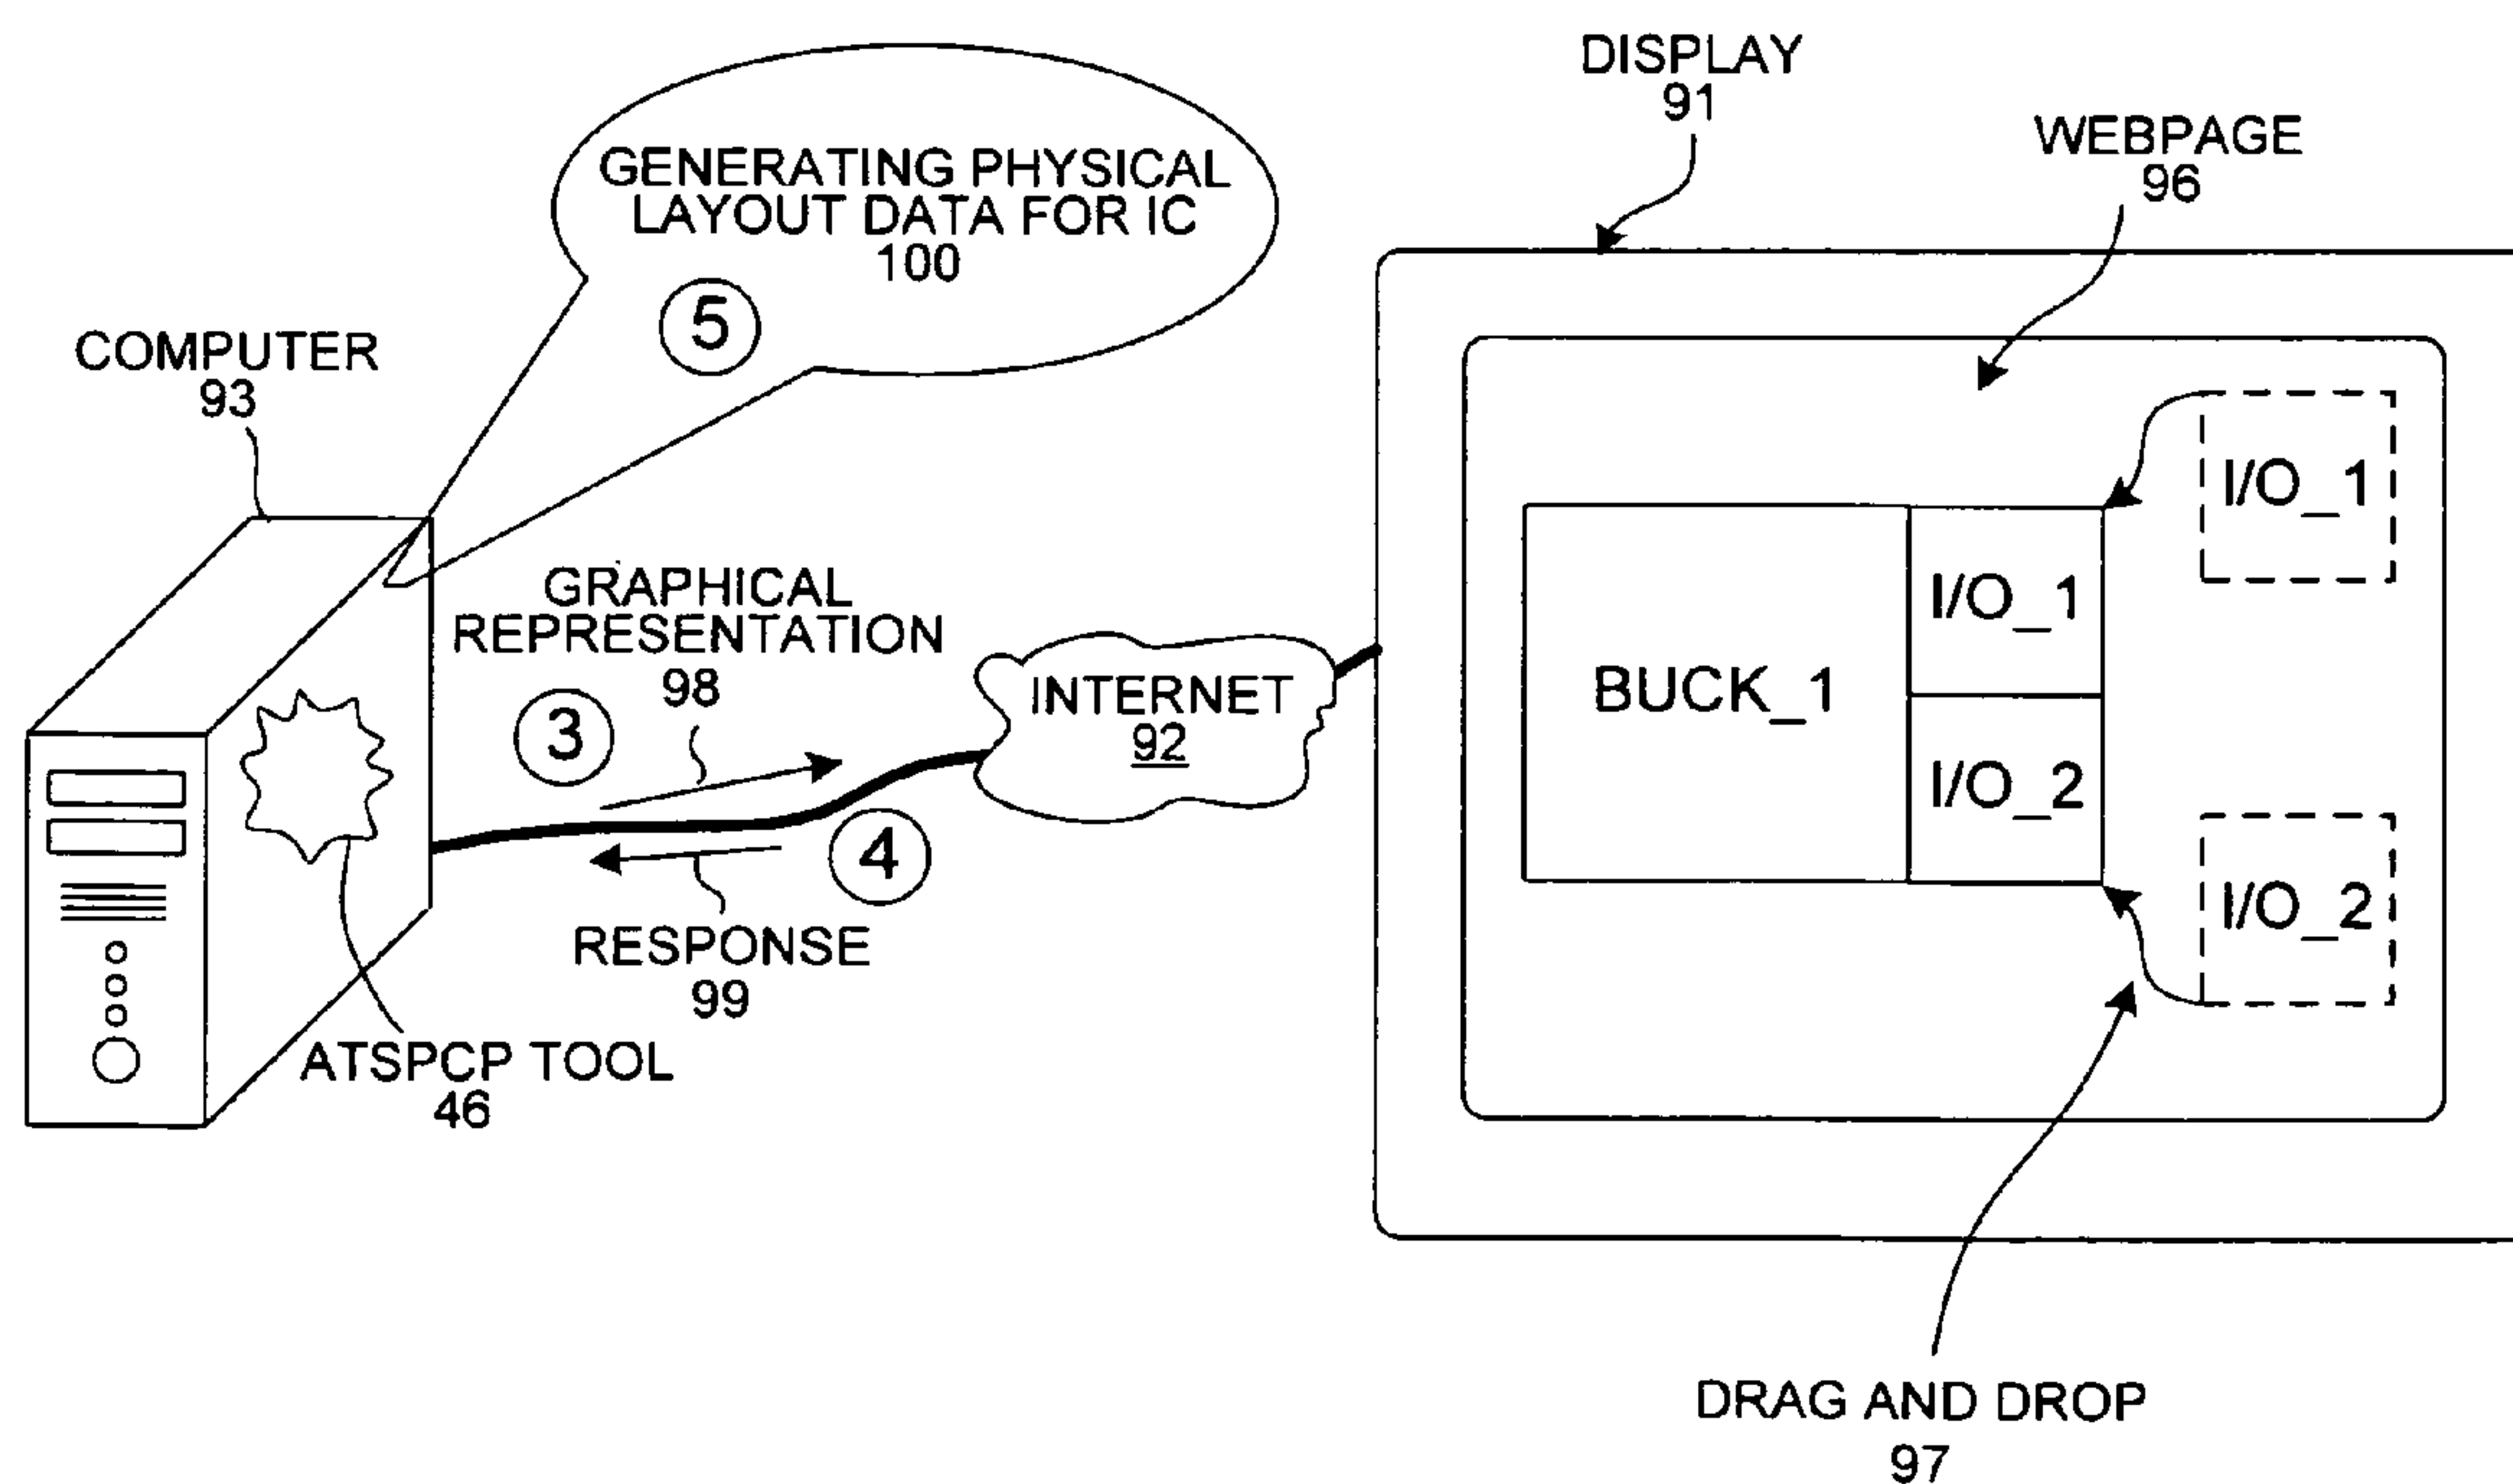 DISPLAY
91
WEBPAGE
96
GENERATING PHYSICAL
LAYOUT DATA FOR IC
100
5
COMPUTER
93
I/O_1
GRAPHICAL
REPRESENTATION
98
3
I/O_1
INTERNET
92
BUCK_1
I/O_2
4
I/O_2
RESPONSE
99
ATSPCP TOOL
46
DRAG AND DROP
97